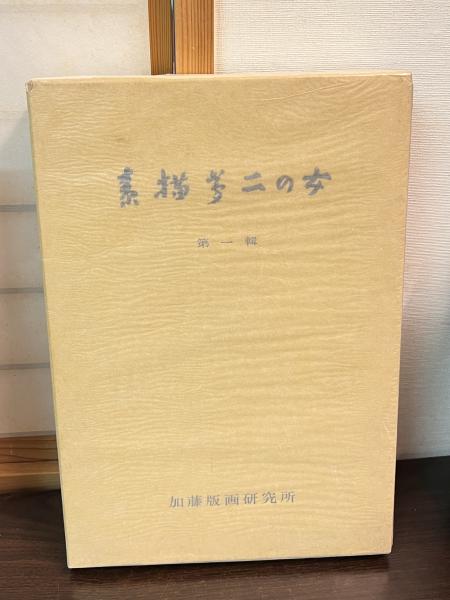 素描夢二の女
第一輯
加藤版画研究所